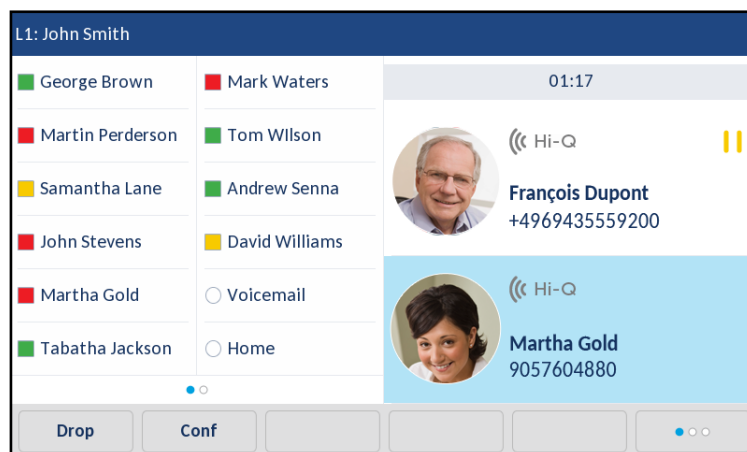 L1: John Smith
George Brown
Mark Waters
Martin Perderson
Tom WIlson
Samantha Lane
Andrew Senna
John Stevens
David Williams
Martha Gold
Voicemail
Tabatha Jackson
Home
01:17
Hi-Q
François Dupont
+4969435559200
Hi-Q
Martha Gold
9057604880
Drop
Conf